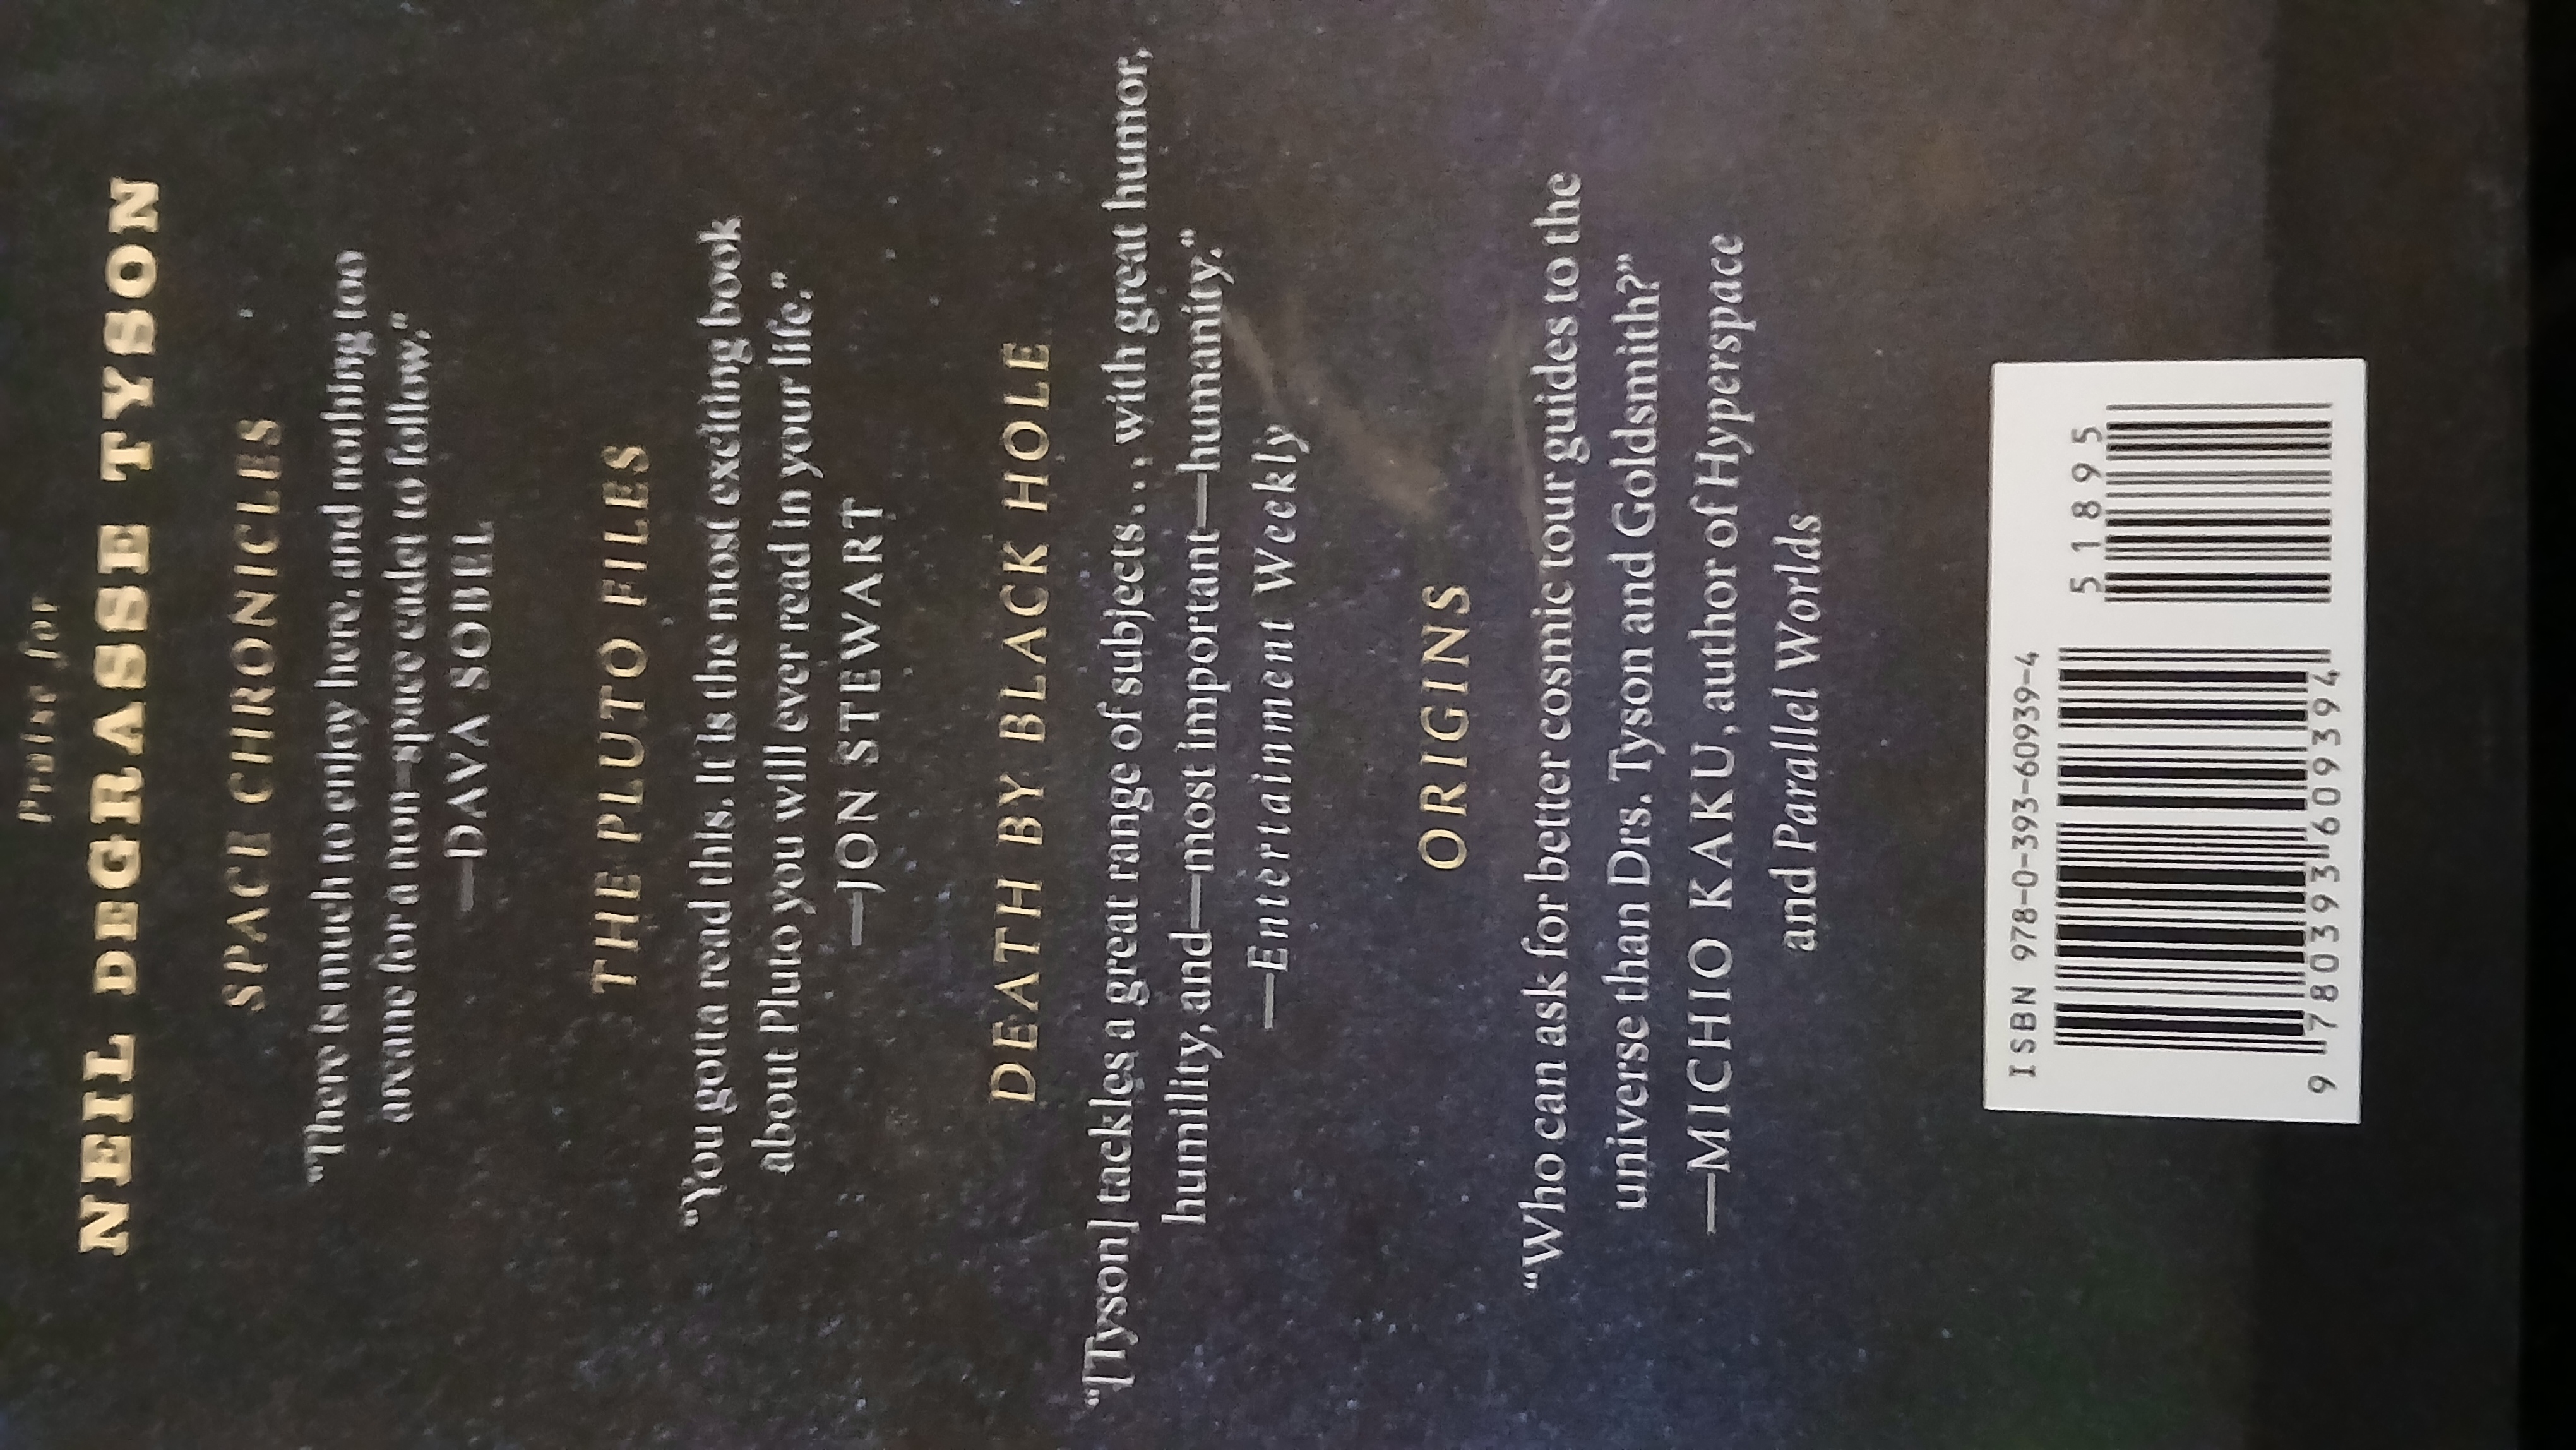 Praise for
NEIL DEGRASSE TYSON
SPACE CHRONICLES
“There is much to enjoy here, and nothing too
arcane for a non–space cadet to follow.”
—DAVA SOBEL
THE PLUTO FILES
“You gotta read this. It is the most exciting book
about Pluto you will ever read in your life.”
—JON STEWART
DEATH BY BLACK HOLE
“[Tyson] tackles a great range of subjects . . . with great humor,
humility, and—most important—humanity.”
—Entertainment Weekly
ORIGINS
“Who can ask for better cosmic tour guides to the
universe than Drs. Tyson and Goldsmith?”
—MICHIO KAKU, author of Hyperspace
and Parallel Worlds
ISBN 978-0-393-60939-4
51895
9 780393 609394